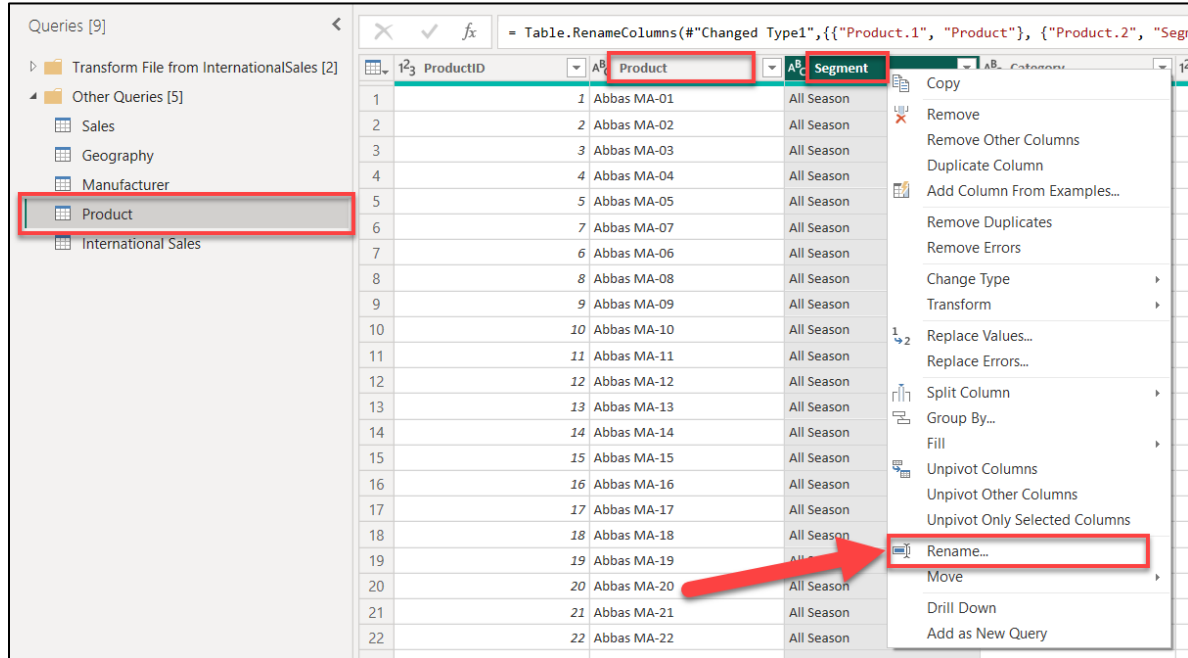 Queries [9]
fx
= Table.RenameColumns(#"Changed Type1",{{"Product.1", "Product"}, {"Product.2", "Segm
Transform File from InternationalSales [2]
Other Queries [5]
Sales
Geography
Manufacturer
Product
International Sales
123 ProductID ABC Product ABC Segment ABC Category 12
1 1 Abbas MA-01 All Season
2 2 Abbas MA-02 All Season
3 3 Abbas MA-03 All Season
4 4 Abbas MA-04 All Season
5 5 Abbas MA-05 All Season
6 7 Abbas MA-07 All Season
7 6 Abbas MA-06 All Season
8 8 Abbas MA-08 All Season
9 9 Abbas MA-09 All Season
10 10 Abbas MA-10 All Season
11 11 Abbas MA-11 All Season
12 12 Abbas MA-12 All Season
13 13 Abbas MA-13 All Season
14 14 Abbas MA-14 All Season
15 15 Abbas MA-15 All Season
16 16 Abbas MA-16 All Season
17 17 Abbas MA-17 All Season
18 18 Abbas MA-18 All Season
19 19 Abbas MA-19
20 20 Abbas MA-20 All Season
21 21 Abbas MA-21 All Season
22 22 Abbas MA-22 All Season
Copy
Remove
Remove Other Columns
Duplicate Column
Add Column From Examples...
Remove Duplicates
Remove Errors
Change Type
Transform
Replace Values...
Replace Errors...
Split Column
Group By...
Fill
Unpivot Columns
Unpivot Other Columns
Unpivot Only Selected Columns
Rename...
Move
Drill Down
Add as New Query